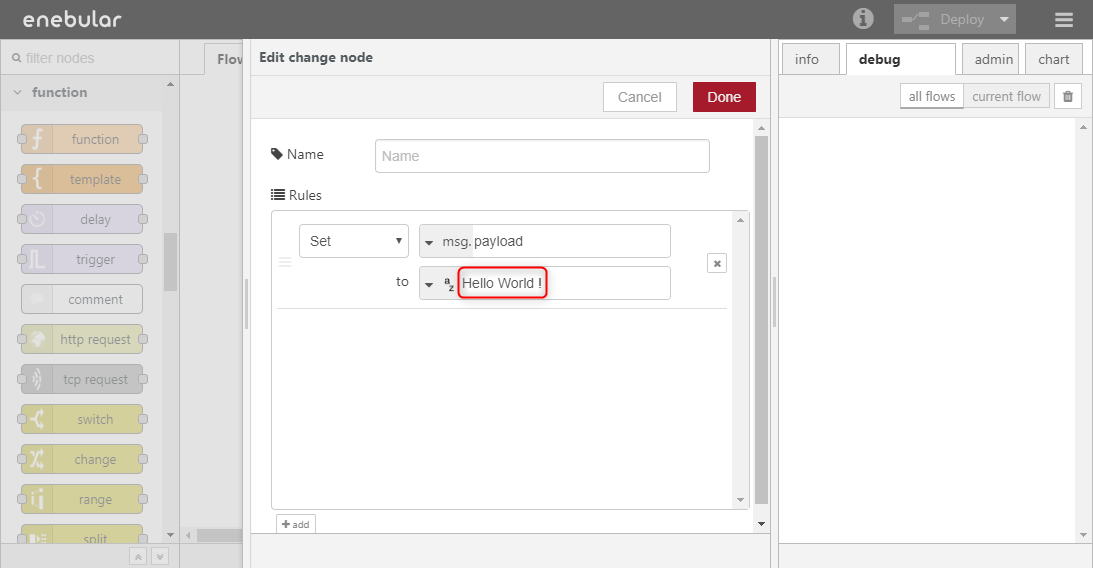 enebular
Deploy
filter nodes
Flow
function
function
template
delay
trigger
comment
http request
tcp request
switch
change
range
split
Edit change node
Cancel
Done
Name
Name
Rules
Set
msg. payload
to
a z Hello World !
add
info
debug
admin
chart
all flows
current flow